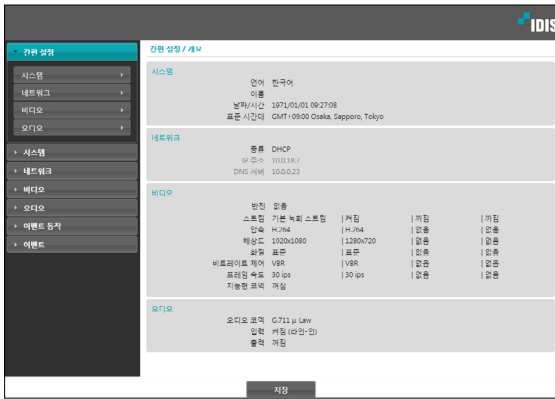 IDIS
간편 설정
시스템
네트워크
비디오
오디오
시스템
네트워크
비디오
오디오
이벤트 동작
이벤트
간편 설정 / 개요
시스템
언어 한국어
이름
날짜/시간 1971/01/01 09:27:08
표준 시간대 GMT+09:00 Osaka, Sapporo, Tokyo
네트워크
종류 DHCP
IP 주소 10.0.18.7
DNS 서버 10.0.0.23
비디오
반전 없음
스트림 기본 녹화 스트림 | 켜짐 | 꺼짐 | 꺼짐
압축 H.264 | H.264 | 없음 | 없음
해상도 1920x1080 | 1280x720 | 없음 | 없음
화질 표준 | 표준 | 없음 | 없음
비트레이트 제어 VBR | VBR | 없음 | 없음
프레임 속도 30 ips | 30 ips | 없음 | 없음
지능형 코덱 꺼짐
오디오
오디오 코덱 G.711 μ-Law
입력 켜짐 (라인-인)
출력 꺼짐
저장